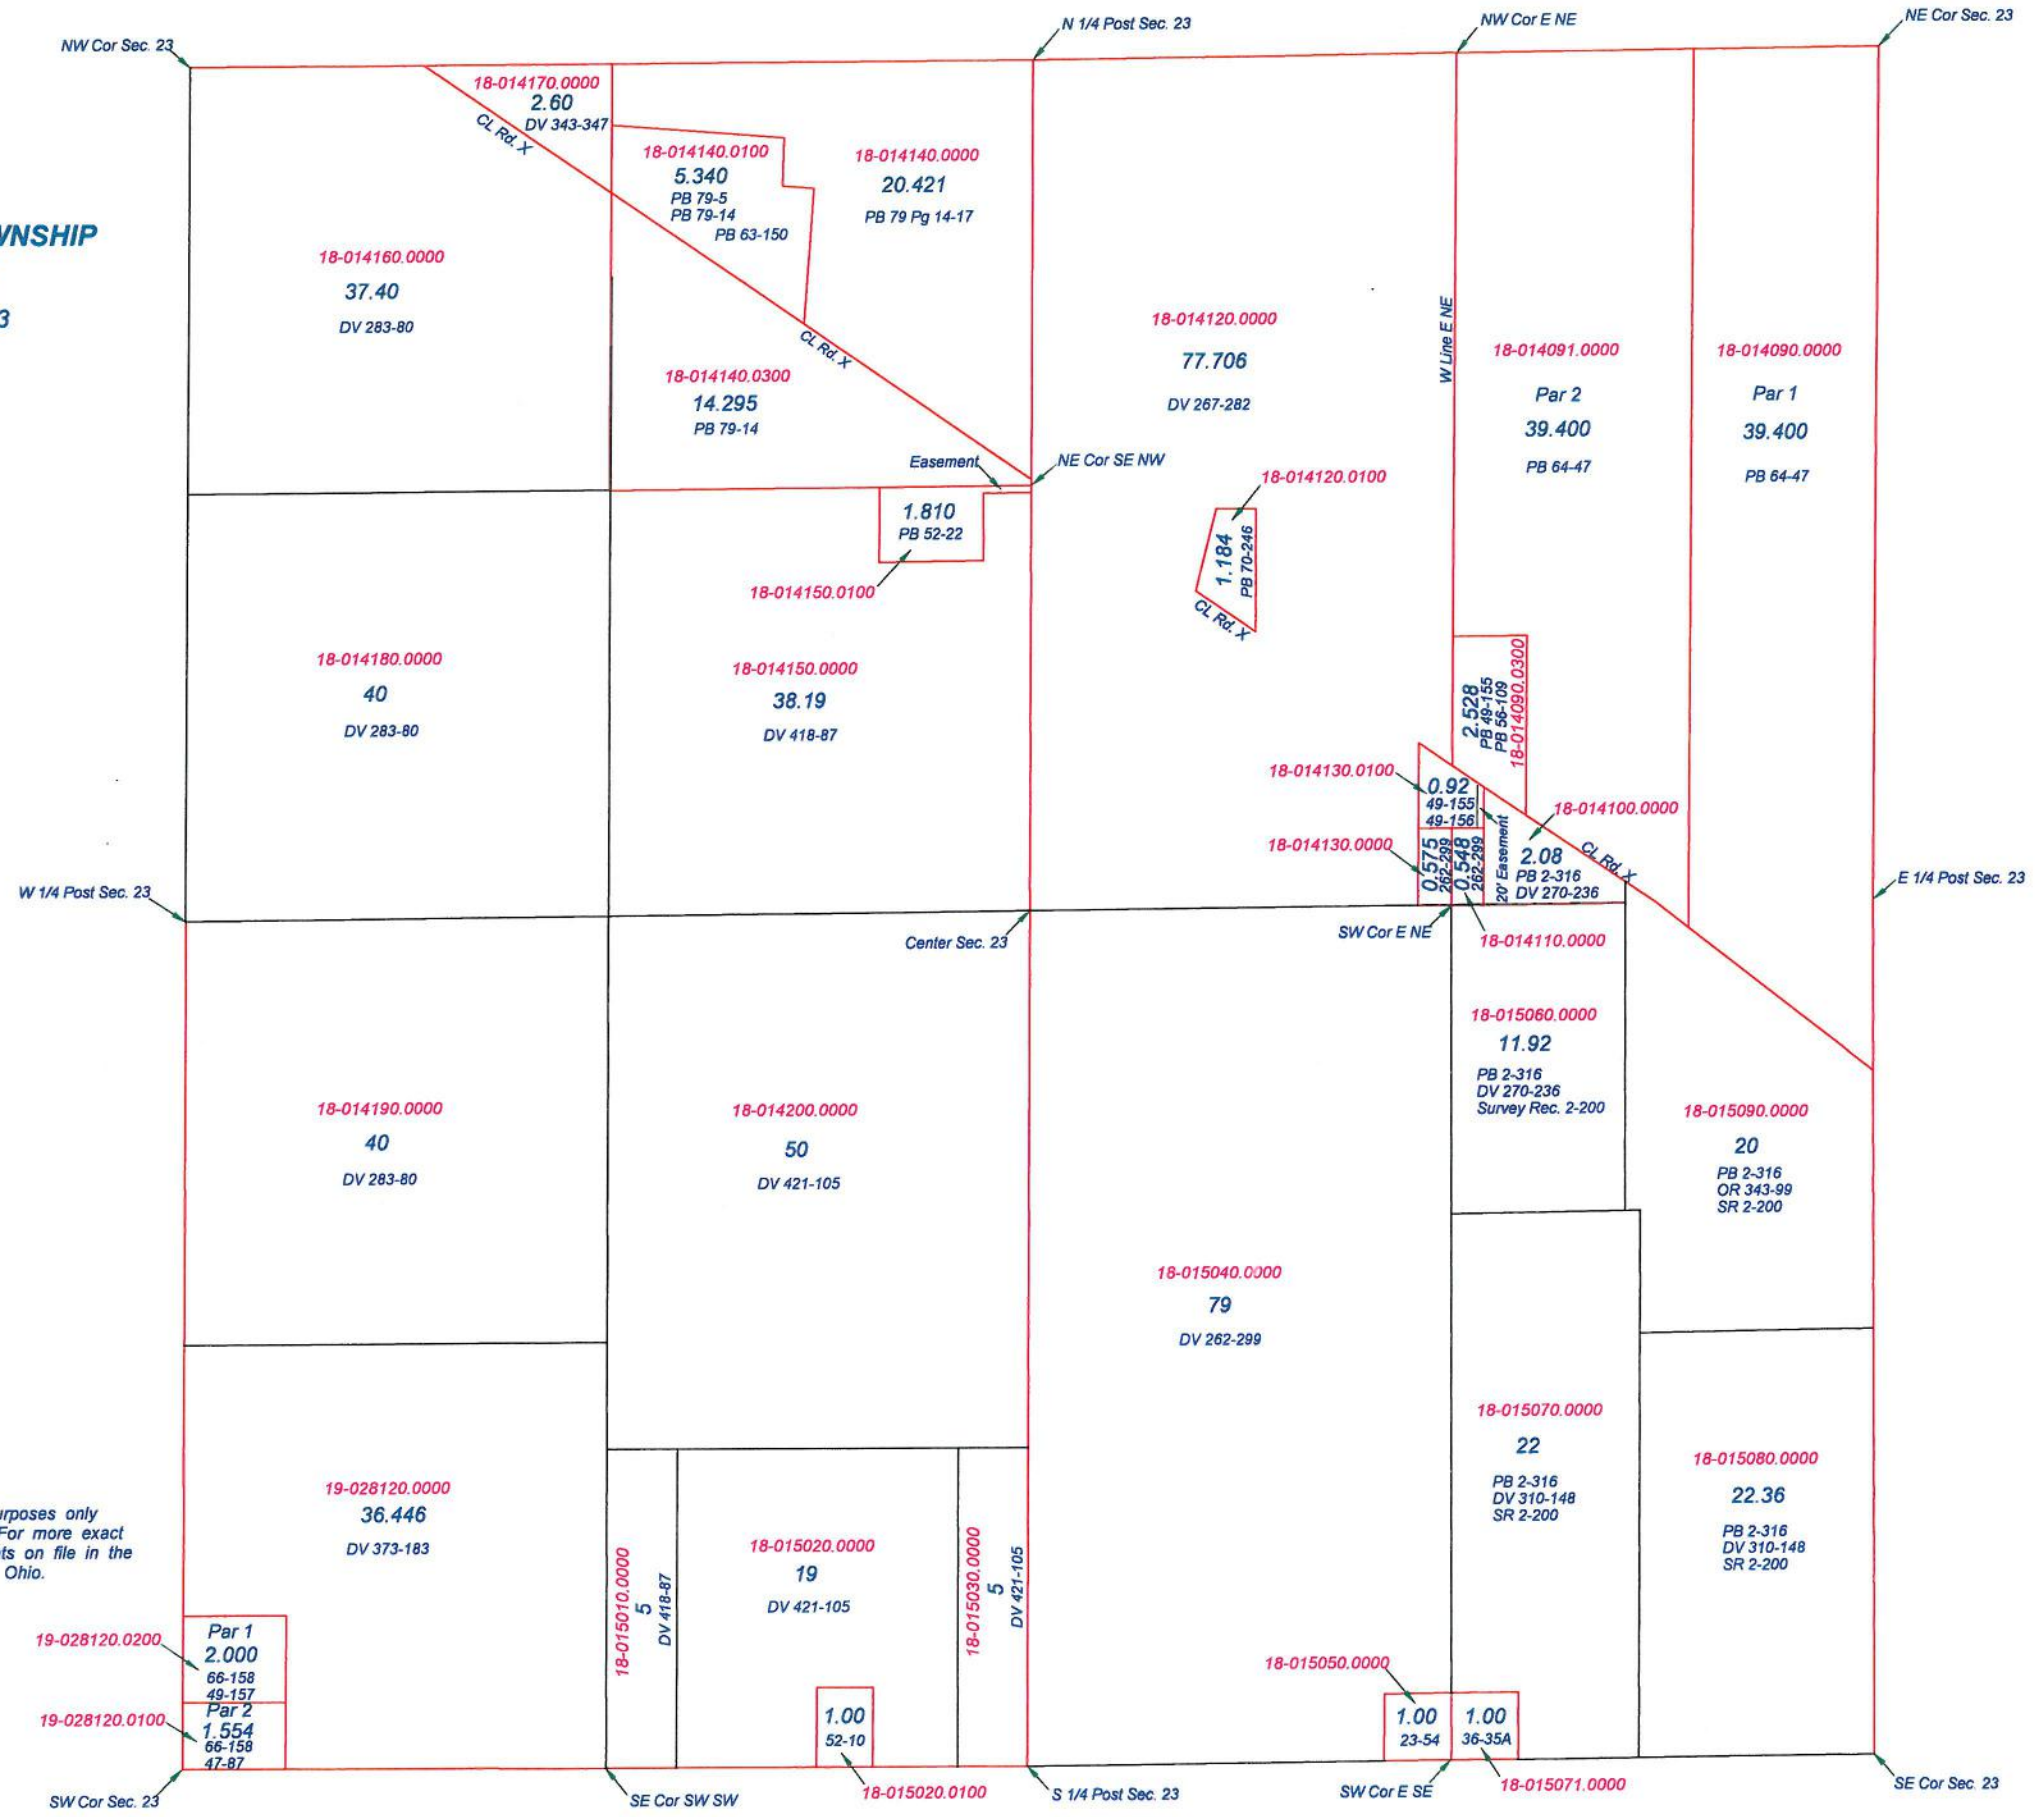 NW Cor Sec. 23
N 1/4 Post Sec. 23
NW Cor E NE
NE Cor Sec. 23
WNSHIP
3
18-014170.0000
2.60
DV 343-347
CL Rd. X
18-014140.0100
5.340
PB 79-5
PB 79-14
PB 63-150
18-014140.0000
20.421
PB 79 Pg 14-17
18-014160.0000
37.40
DV 283-80
CL Rd. X
18-014140.0300
14.295
PB 79-14
18-014120.0000
77.706
DV 267-282
W Line E NE
18-014091.0000
Par 2
39.400
PB 64-47
18-014090.0000
Par 1
39.400
PB 64-47
Easement
NE Cor SE NW
18-014120.0100
1.184
PB 70-246
CL Rd. X
1.810
PB 52-22
18-014150.0100
18-014180.0000
40
DV 283-80
18-014150.0000
38.19
DV 418-87
2.528
PB 49-155
PB 56-109
18-014090.0300
18-014130.0100
0.92
49-155
49-156
18-014130.0000
0.575
262-299
0.548
262-299
20' Easement
18-014100.0000
2.08
PB 2-316
DV 270-236
CL Rd. X
W 1/4 Post Sec. 23
E 1/4 Post Sec. 23
Center Sec. 23
SW Cor E NE
18-014110.0000
18-015060.0000
11.92
PB 2-316
DV 270-236
Survey Rec. 2-200
18-014190.0000
40
DV 283-80
18-014200.0000
50
DV 421-105
18-015090.0000
20
PB 2-316
OR 343-99
SR 2-200
18-015040.0000
79
DV 262-299
18-015070.0000
22
PB 2-316
DV 310-148
SR 2-200
18-015080.0000
22.36
PB 2-316
DV 310-148
SR 2-200
urposes only
For more exact
ts on file in the
Ohio.
19-028120.0000
36.446
DV 373-183
18-015010.0000
5
DV 418-87
18-015020.0000
19
DV 421-105
18-015030.0000
5
DV 421-105
19-028120.0200
Par 1
2.000
66-158
49-157
19-028120.0100
Par 2
1.554
66-158
47-87
1.00
52-10
18-015050.0000
1.00
23-54
1.00
36-35A
SW Cor Sec. 23
SE Cor SW SW
18-015020.0100
S 1/4 Post Sec. 23
SW Cor E SE
18-015071.0000
SE Cor Sec. 23